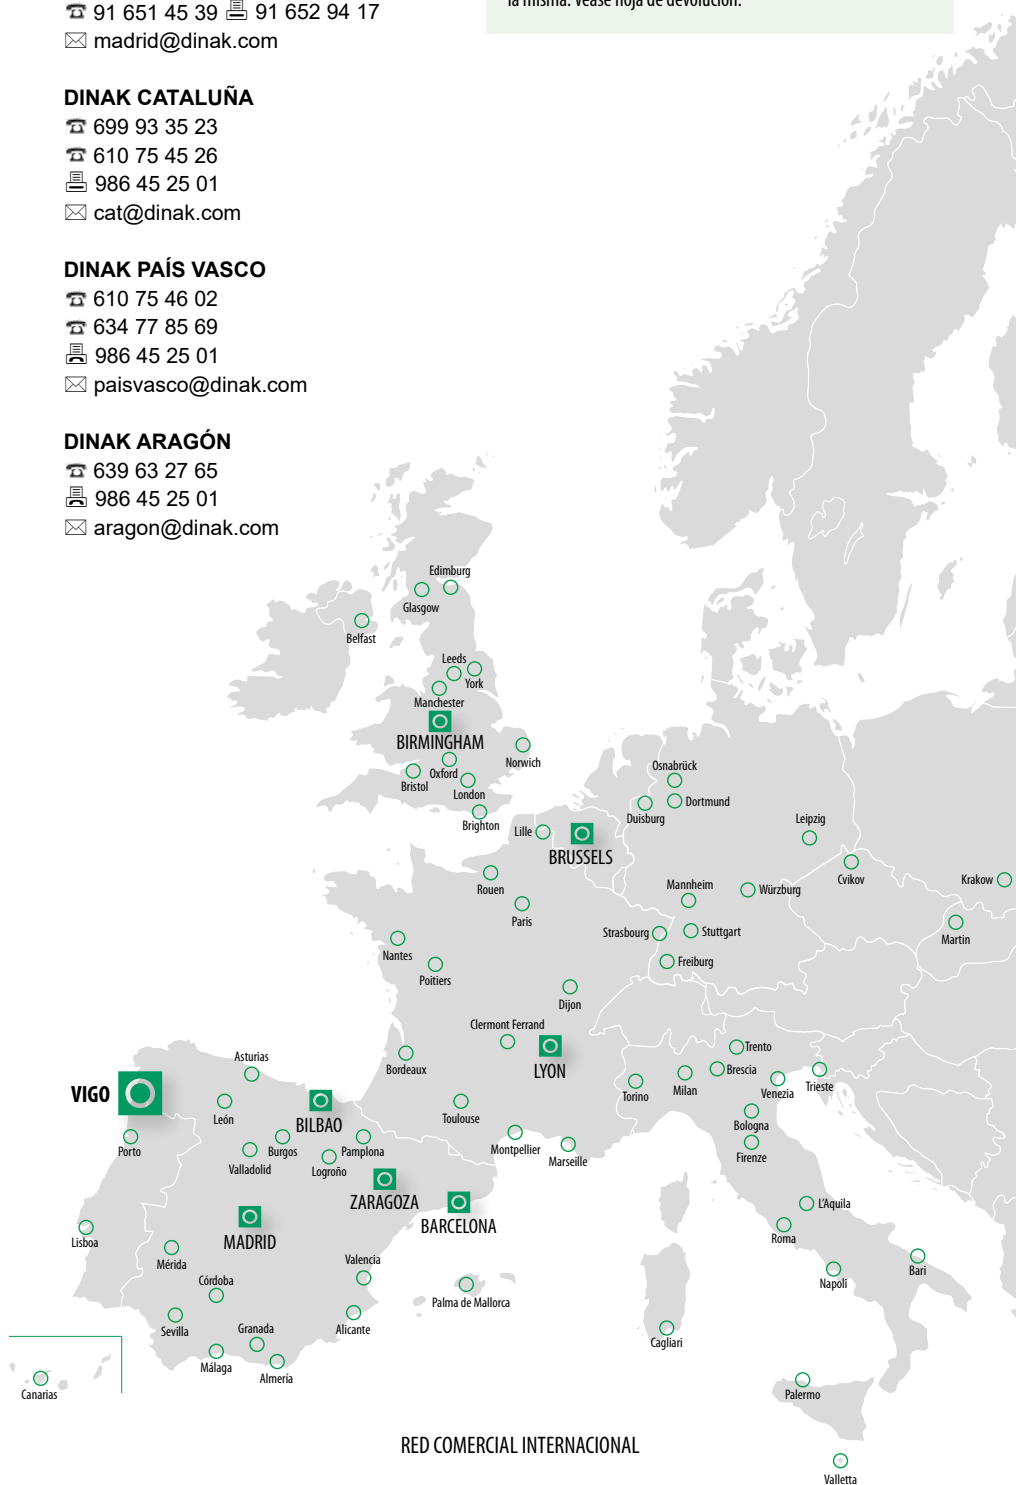 ☎ 91 651 45 39 🖷 91 652 94 17
✉ madrid@dinak.com
la misma. Véase hoja de devolución.
DINAK CATALUÑA
☎ 699 93 35 23
☎ 610 75 45 26
🖷 986 45 25 01
✉ cat@dinak.com
DINAK PAÍS VASCO
☎ 610 75 46 02
☎ 634 77 85 69
🖷 986 45 25 01
✉ paisvasco@dinak.com
DINAK ARAGÓN
☎ 639 63 27 65
🖷 986 45 25 01
✉ aragon@dinak.com
Edimburg
Glasgow
Belfast
Leeds
York
Manchester
BIRMINGHAM
Norwich
Oxford
Bristol
London
Brighton
Osnabrück
Dortmund
Duisburg
Leipzig
Lille
BRUSSELS
Cvikov
Krakow
Rouen
Mannheim
Würzburg
Paris
Strasbourg
Stuttgart
Martin
Nantes
Freiburg
Poitiers
Dijon
Clermont Ferrand
LYON
Bordeaux
Trento
Brescia
Trieste
Torino
Milan
Venezia
Asturias
VIGO
León
BILBAO
Toulouse
Bologna
Porto
Burgos
Pamplona
Montpellier
Marseille
Firenze
Valladolid
Logroño
ZARAGOZA
BARCELONA
L'Aquila
Lisboa
MADRID
Roma
Mérida
Valencia
Napoli
Bari
Córdoba
Palma de Mallorca
Sevilla
Granada
Alicante
Cagliari
Málaga
Almería
Canarias
Palermo
RED COMERCIAL INTERNACIONAL
Valletta